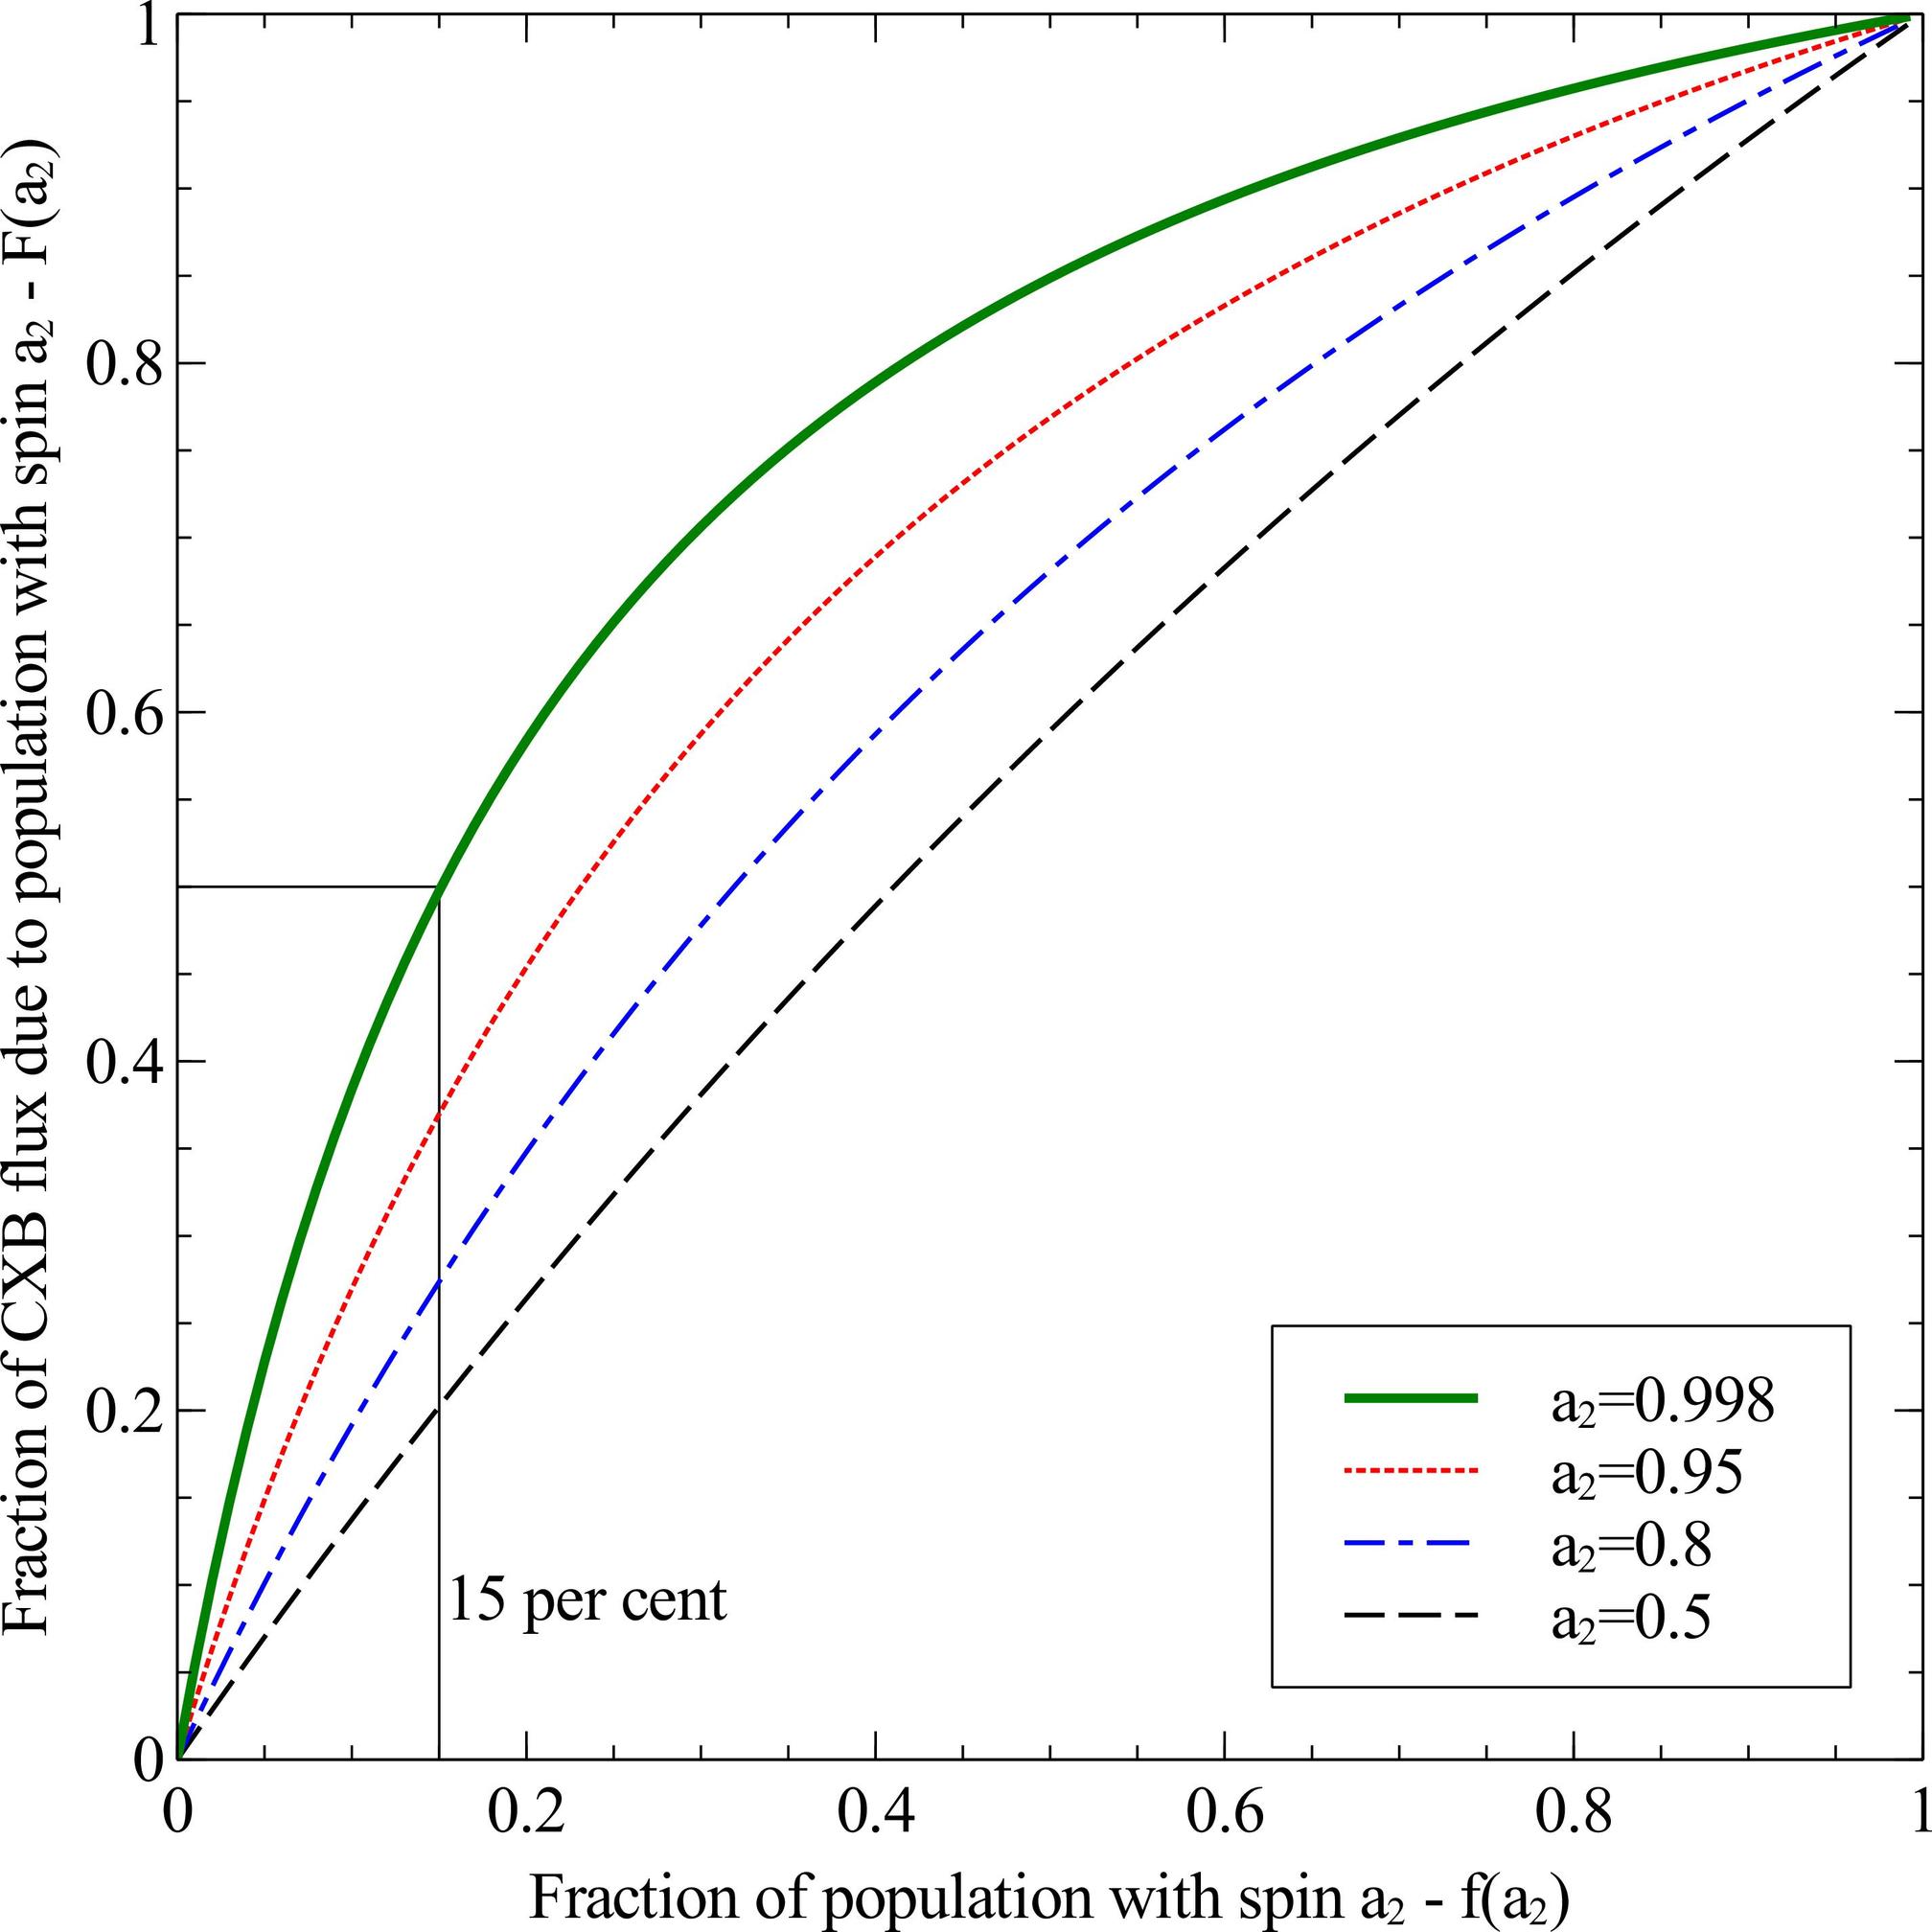 Fraction of CXB flux due to population with spin a₂ - F(a₂)
1
0.8
0.6
0.4
0.2
0
15 per cent
a₂=0.998
a₂=0.95
a₂=0.8
a₂=0.5
0 0.2 0.4 0.6 0.8 1
Fraction of population with spin a₂ - f(a₂)